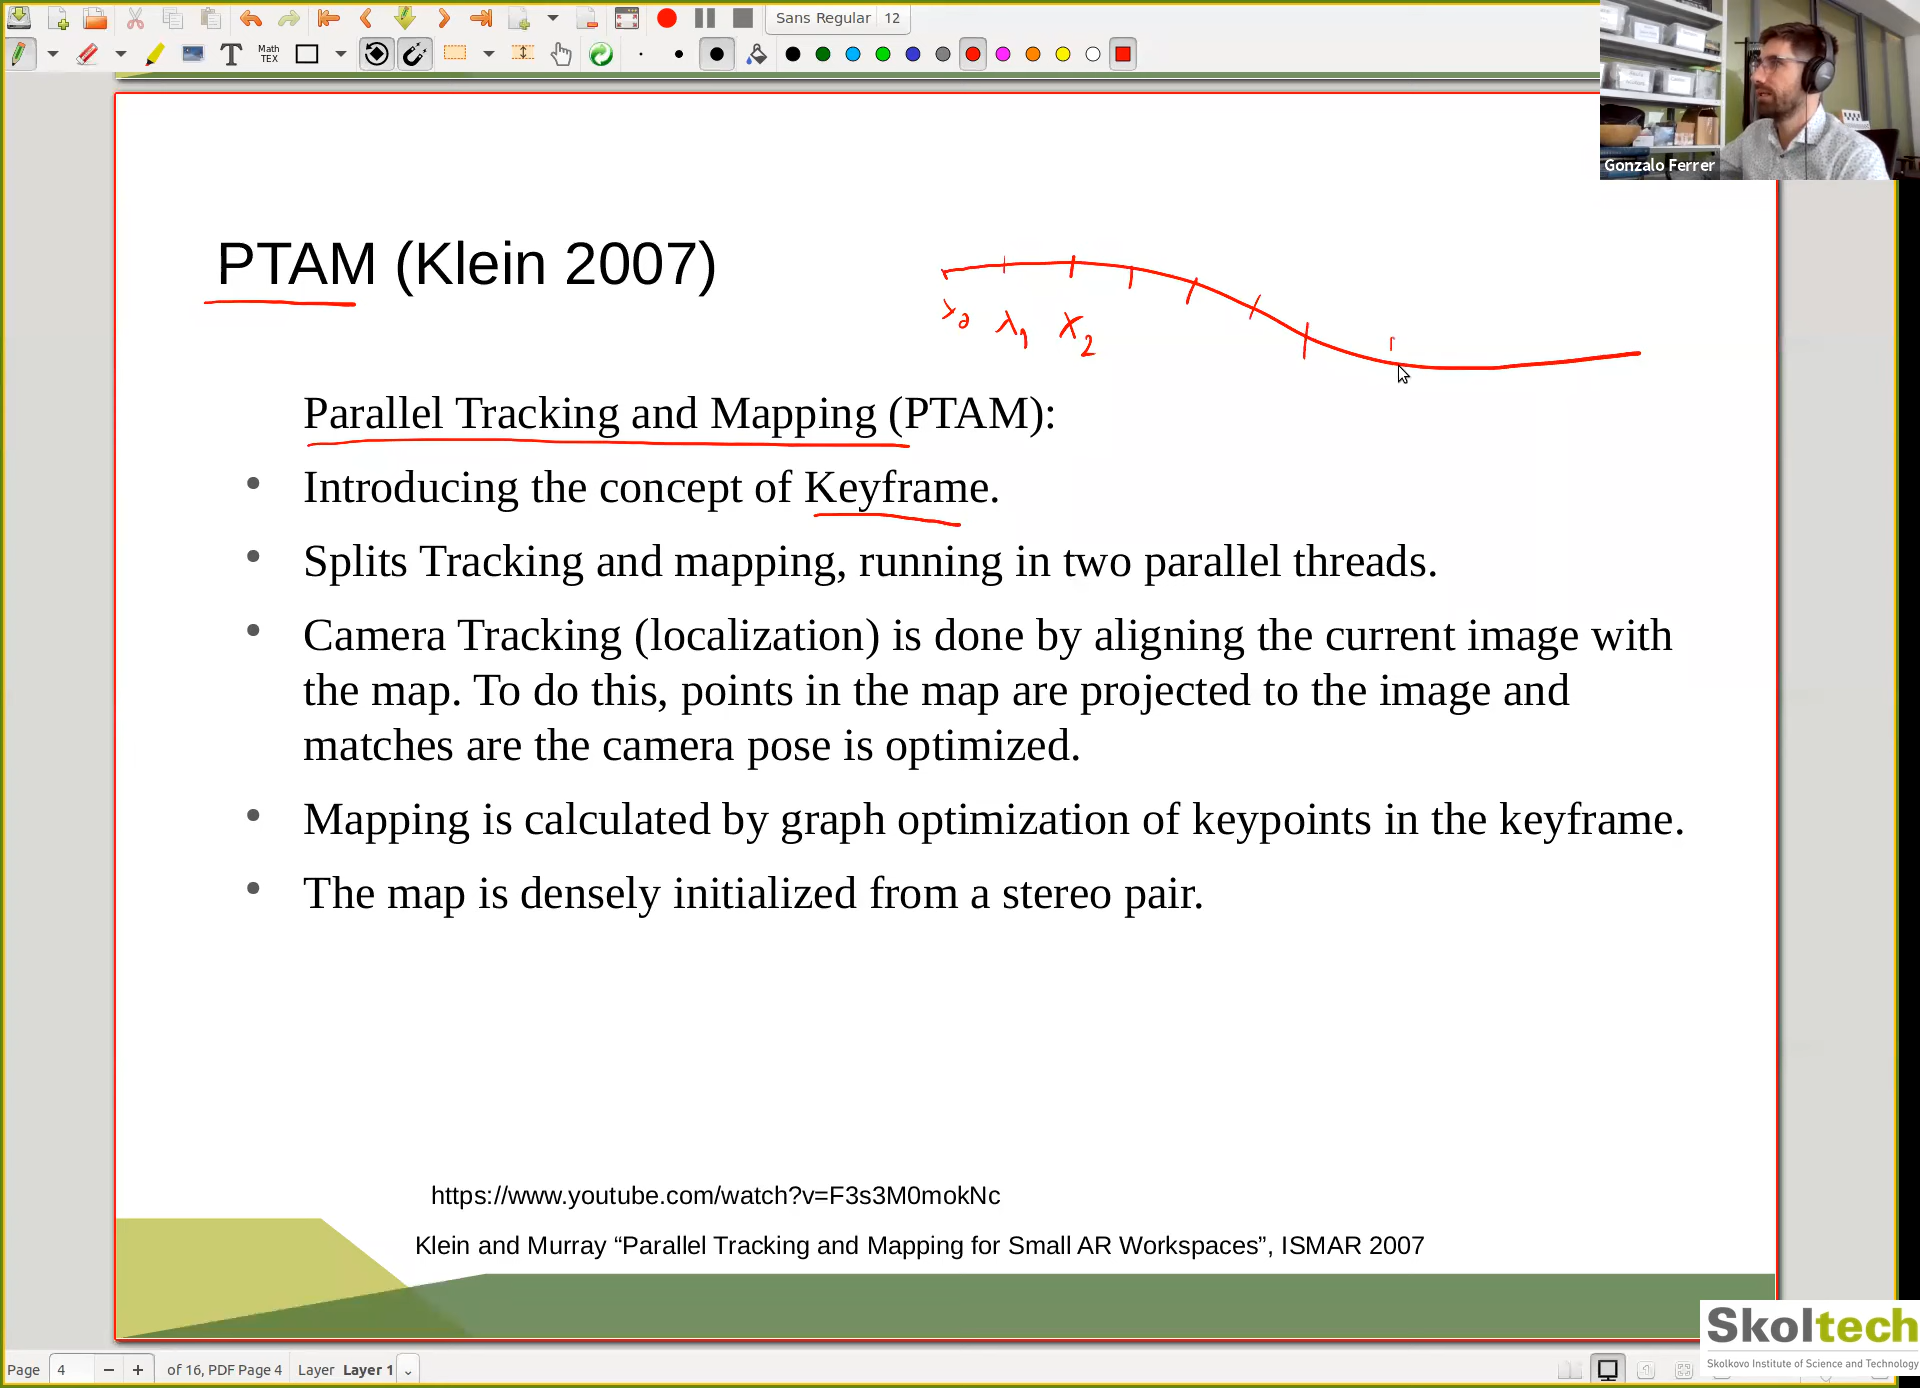 Sans Regular 12
Math
TEX
Gonzalo Ferrer
PTAM (Klein 2007)
x0 x1 x2
Parallel Tracking and Mapping (PTAM):
• Introducing the concept of Keyframe.
• Splits Tracking and mapping, running in two parallel threads.
• Camera Tracking (localization) is done by aligning the current image with
the map. To do this, points in the map are projected to the image and
matches are the camera pose is optimized.
• Mapping is calculated by graph optimization of keypoints in the keyframe.
• The map is densely initialized from a stereo pair.
https://www.youtube.com/watch?v=F3s3M0mokNc
Klein and Murray “Parallel Tracking and Mapping for Small AR Workspaces”, ISMAR 2007
Skoltech
Skolkovo Institute of Science and Technology
Page 4 − + of 16, PDF Page 4 Layer Layer 1